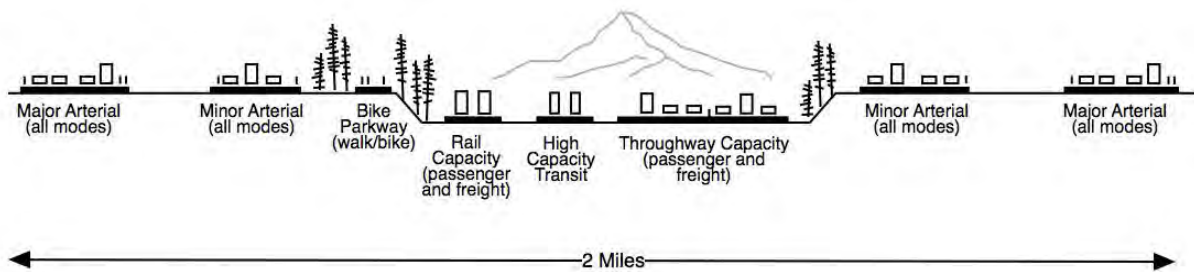 Major Arterial
(all modes)
Minor Arterial
(all modes)
Bike
Parkway
(walk/bike)
Rail
Capacity
(passenger
and freight)
High
Capacity
Transit
Throughway Capacity
(passenger and
freight)
Minor Arterial
(all modes)
Major Arterial
(all modes)
2 Miles